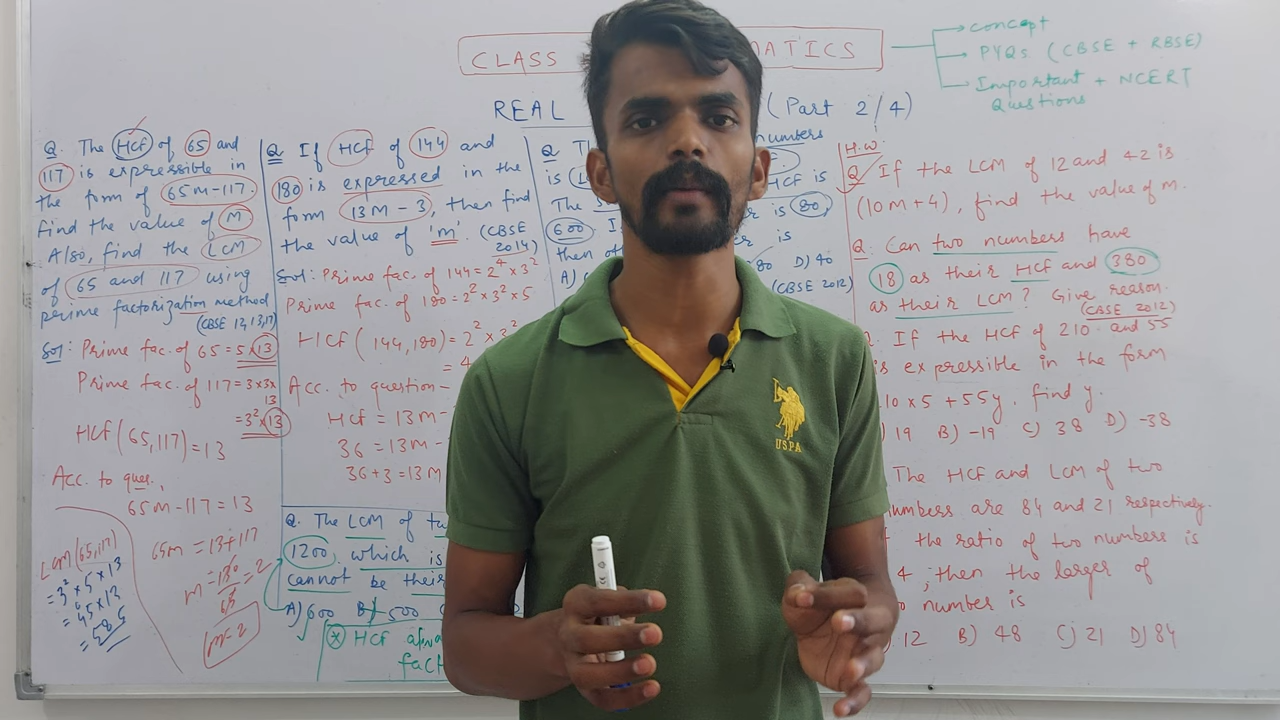 CLASS MATICS
concept
PYQs (CBSE + RBSE)
Important + NCERT
Questions
REAL (Part 2/4)
Q. The HCf of 65 and
117 is expressible in
the form of 65M-117.
find the value of M
Also, find the LCM
of 65 and 117 using
prime factorization method
(CBSE 12,13,17)
Sol: Prime fac. of 65 = 5×13
Prime fac. of 117 = 3×3×
13
= 3²×13
HCf (65,117) = 13
Acc. to ques,
65M-117 = 13
65M = 13+117
M = 130/65 = 2
M=2
LCM (65,117)
= 3²×5×13
= 45×13
= 585
Q If HCF of 144 and
180 is expressed in the
form 13M-3, then find
the value of 'm'. (CBSE
2014)
Sol: Prime fac. of 144 = 2⁴×3²
Prime fac. of 180 = 2²×3²×5
HCf (144,180) = 2²×3²
= 4
Acc. to question-
HCF = 13M-
36 = 13M-
36+3 = 13M
Q. The LCM of
1200, which is
cannot be their
A) 600 B) 500
* HCF
Q numbers
is HCF is
The is 80,
600. is
then
A) 80 D) 40
(CBSE 2012)
H.W.
Q If the LCM of 12 and 42 is
(10M+4), find the value of m.
Q. Can two numbers have
18 as their HCF and 380
as their LCM? Give reason.
(CBSE 2012)
If the HCF of 210 and 55
is expressible in the form
10×5+55y. find y.
19 B) -19 C) 38 D) -38
The HCF and LCM of two
numbers are 84 and 21 respectively.
the ratio of two numbers is
4; then the larger of
number is
12 B) 48 C) 21 D) 84
USPA